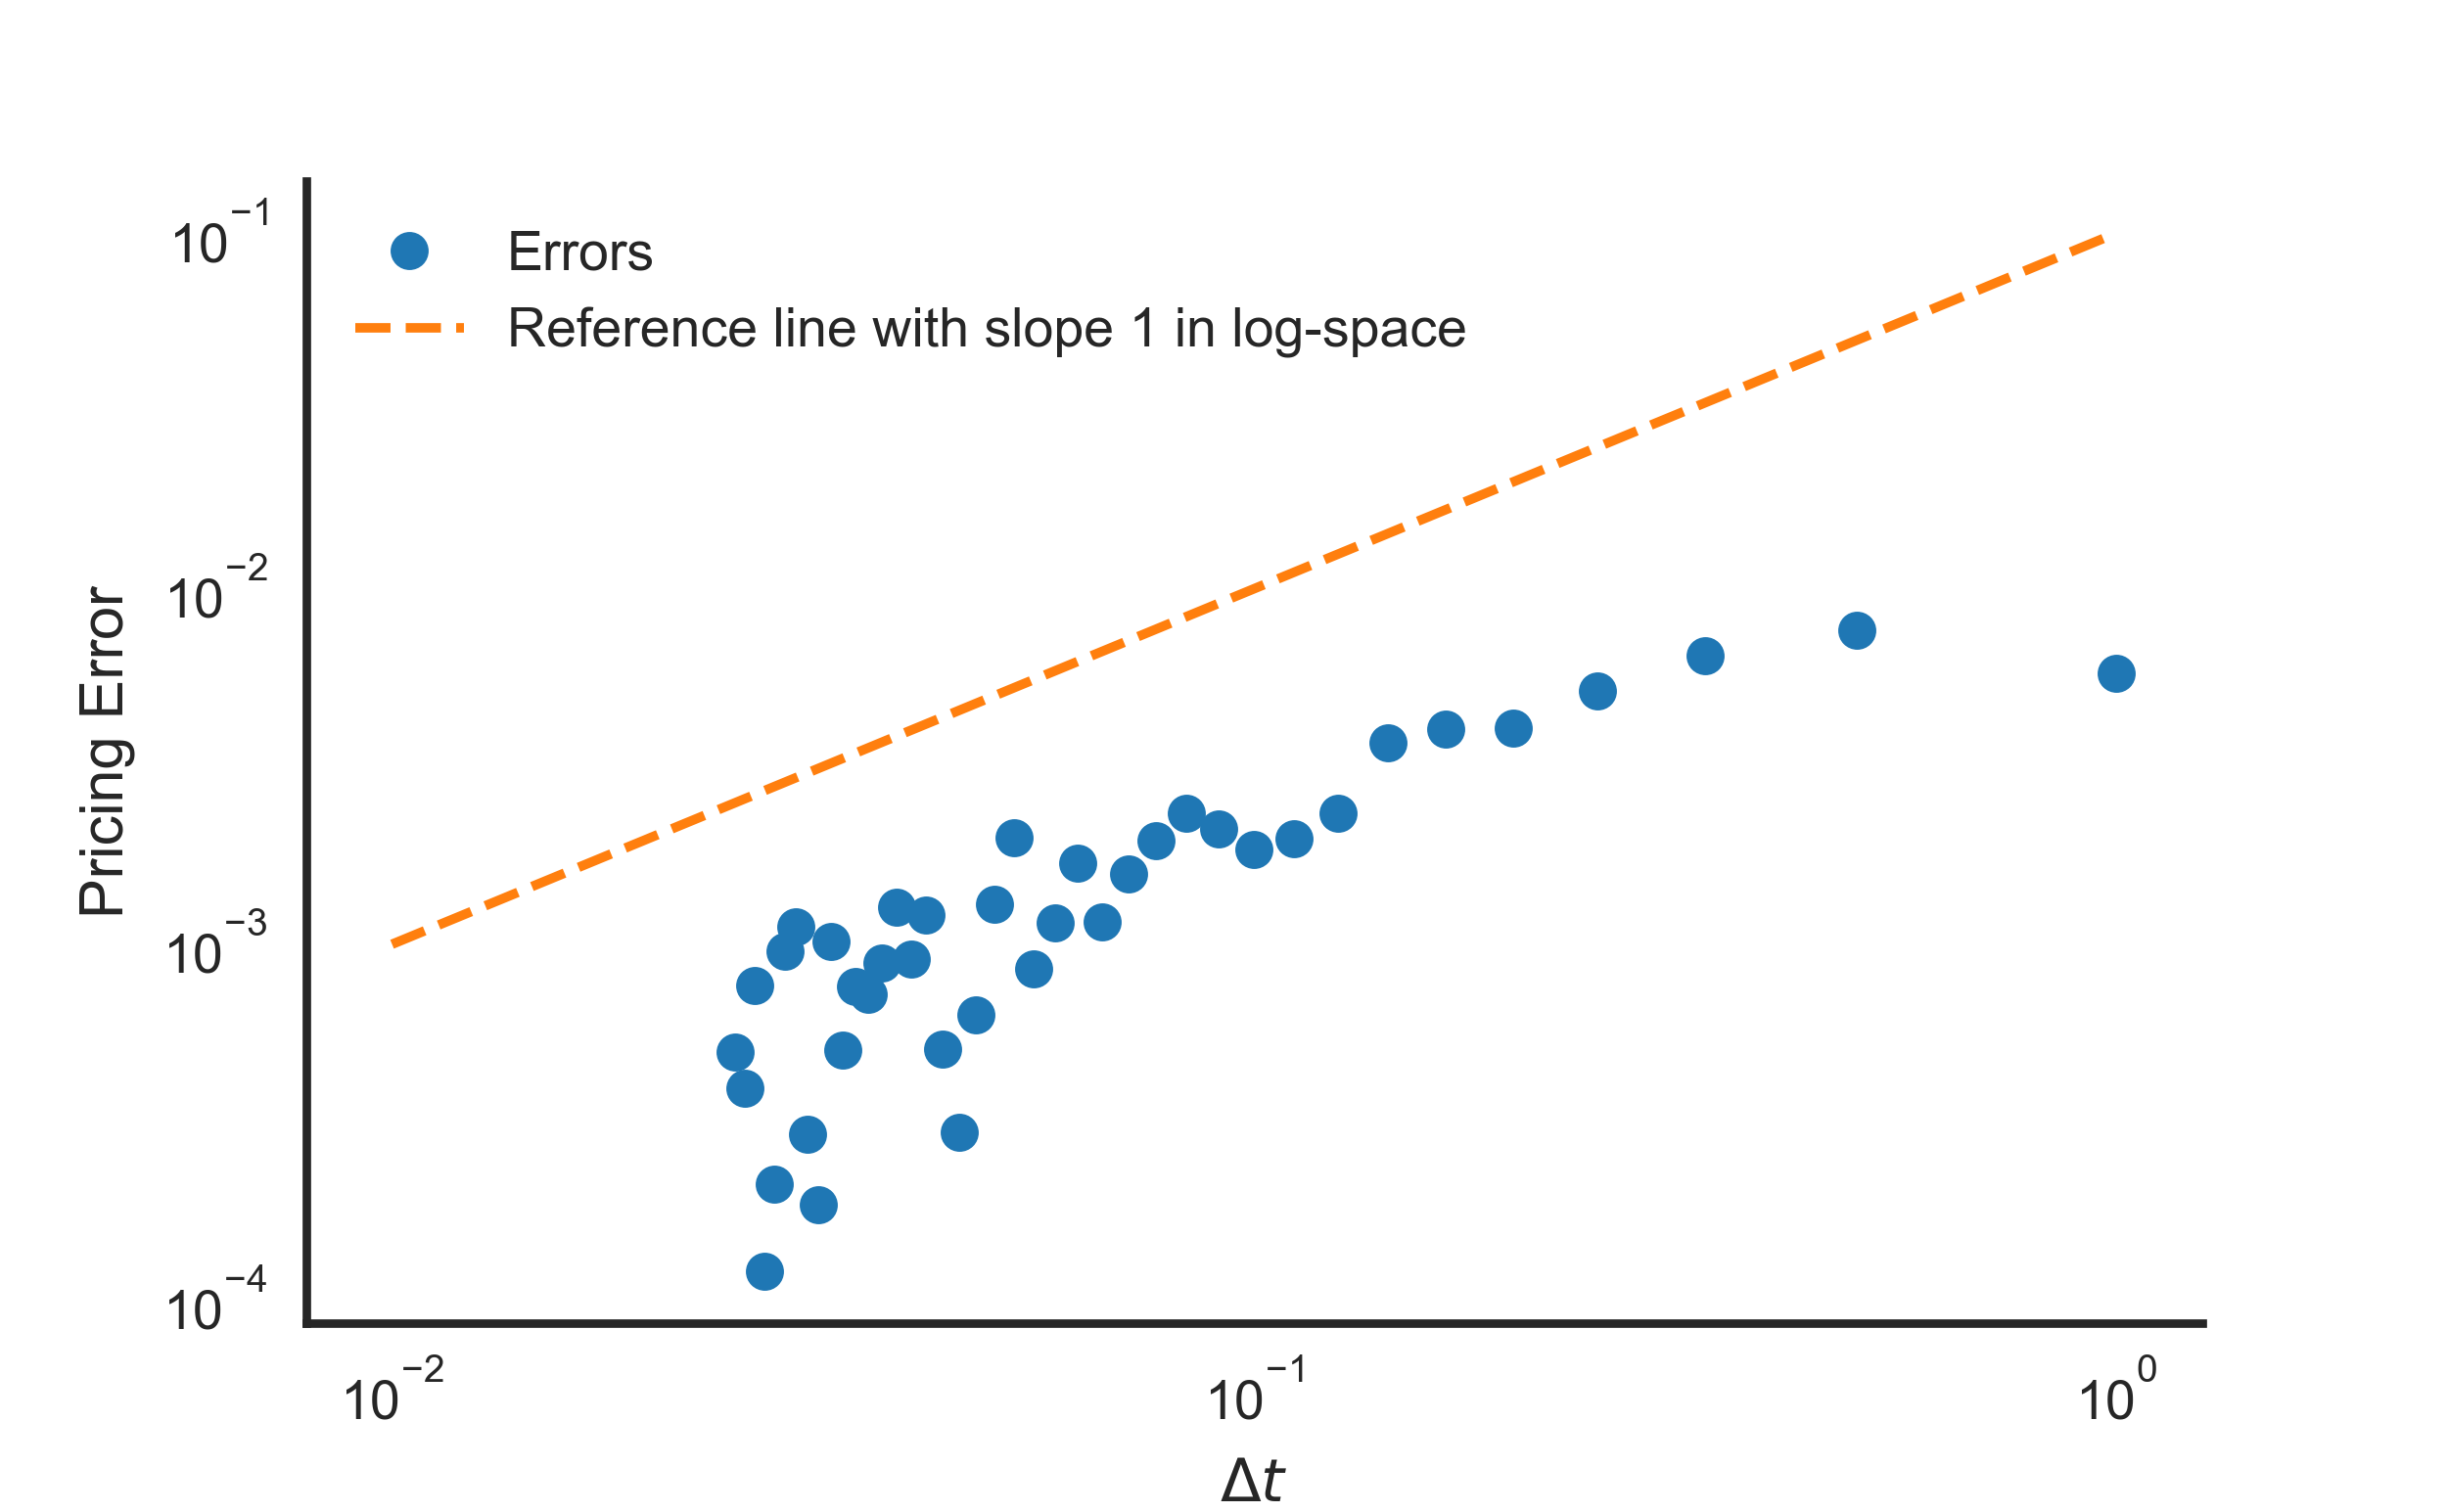 10⁻¹
Errors
Reference line with slope 1 in log-space
10⁻²
Pricing Error
10⁻³
10⁻⁴
10⁻² 10⁻¹ 10⁰
Δt